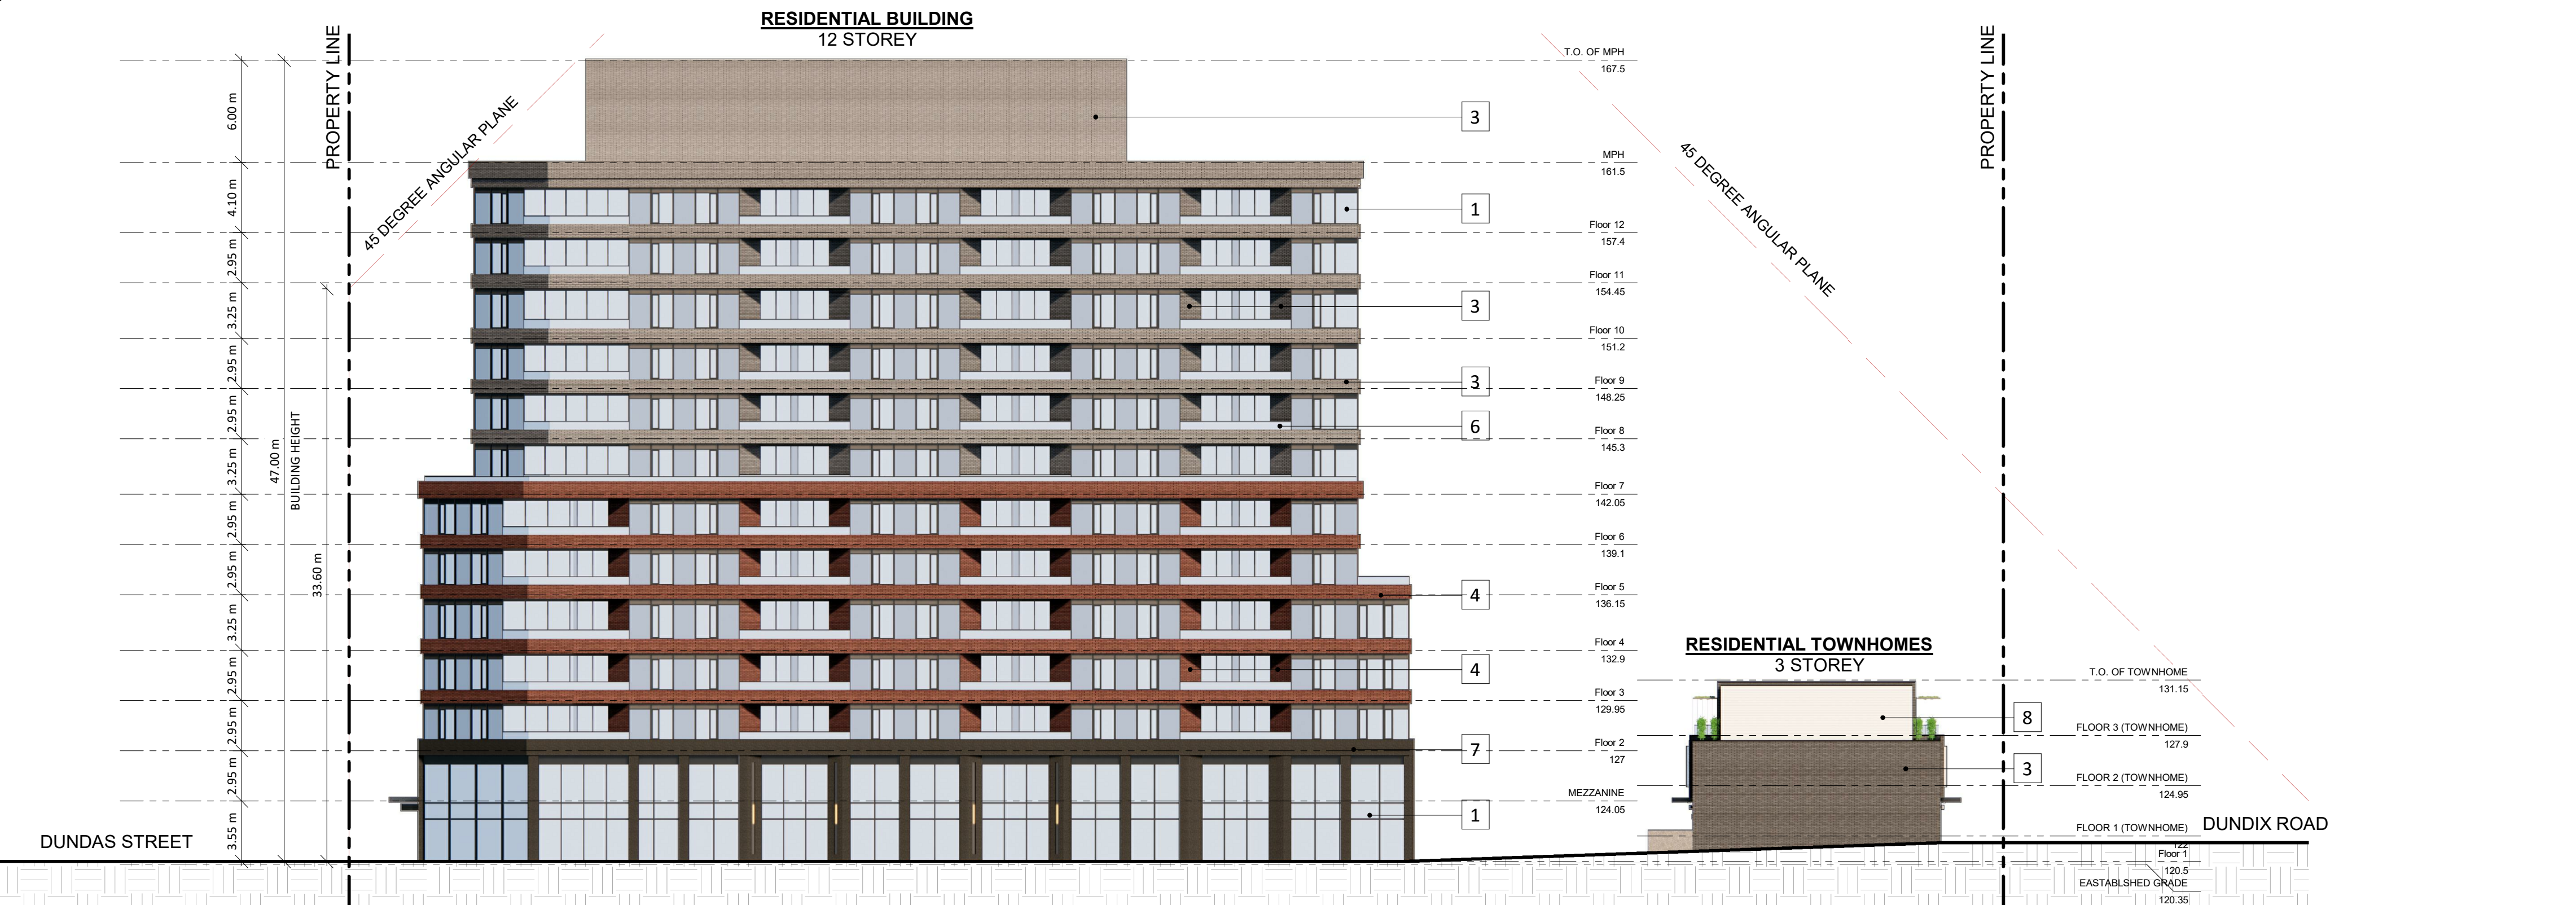 RESIDENTIAL BUILDING
12 STOREY
PROPERTY LINE
45 DEGREE ANGULAR PLANE
6.00 m
4.10 m
2.95 m
3.25 m
2.95 m
2.95 m
3.25 m
2.95 m
2.95 m
3.25 m
2.95 m
2.95 m
2.95 m
3.55 m
47.00 m
BUILDING HEIGHT
33.60 m
DUNDAS STREET
3
1
3
3
6
4
4
7
1
T.O. OF MPH
167.5
MPH
161.5
Floor 12
157.4
Floor 11
154.45
Floor 10
151.2
Floor 9
148.25
Floor 8
145.3
Floor 7
142.05
Floor 6
139.1
Floor 5
136.15
Floor 4
132.9
Floor 3
129.95
Floor 2
127
MEZZANINE
124.05
45 DEGREE ANGULAR PLANE
PROPERTY LINE
RESIDENTIAL TOWNHOMES
3 STOREY
8
3
T.O. OF TOWNHOME
131.15
FLOOR 3 (TOWNHOME)
127.9
FLOOR 2 (TOWNHOME)
124.95
FLOOR 1 (TOWNHOME)
122
DUNDIX ROAD
Floor 1
120.5
EASTABLSHED GRADE
120.35